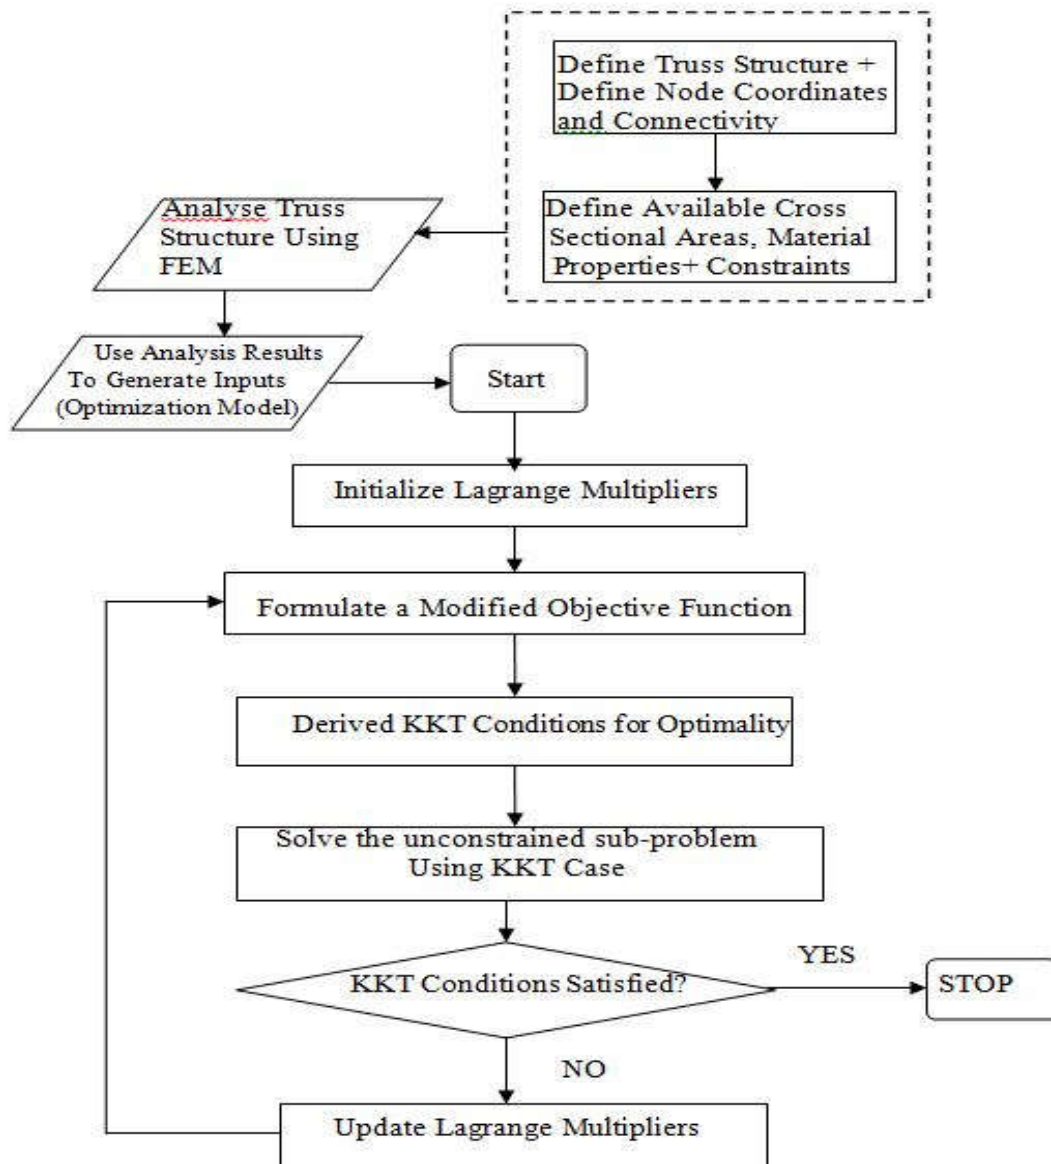 Define Truss Structure +
Define Node Coordinates
and Connectivity
Define Available Cross
Sectional Areas, Material
Properties+ Constraints
Analyse Truss
Structure Using
FEM
Use Analysis Results
To Generate Inputs
(Optimization Model)
Start
Initialize Lagrange Multipliers
Formulate a Modified Objective Function
Derived KKT Conditions for Optimality
Solve the unconstrained sub-problem
Using KKT Case
KKT Conditions Satisfied?
YES
STOP
NO
Update Lagrange Multipliers